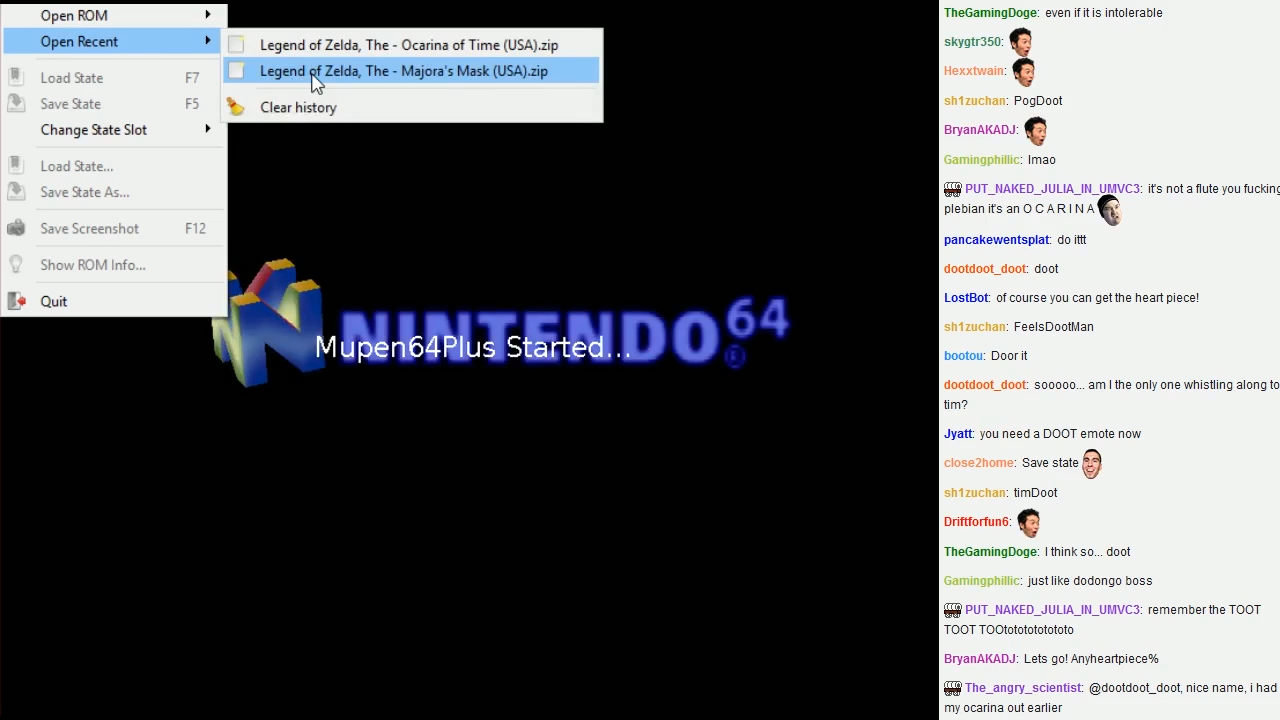 Open ROM
Open Recent
Load State F7
Save State F5
Change State Slot
Load State...
Save State As...
Save Screenshot F12
Show ROM Info...
Quit
Legend of Zelda, The - Ocarina of Time (USA).zip
Legend of Zelda, The - Majora's Mask (USA).zip
Clear history
NINTENDO 64
Mupen64Plus Started...
TheGamingDoge: even if it is intolerable
skygtr350:
Hexxtwain:
sh1zuchan: PogDoot
BryanAKADJ:
Gamingphillic: lmao
PUT_NAKED_JULIA_IN_UMVC3: it's not a flute you fucking
plebian it's an O C A R I N A
pancakewentsplat: do ittt
dootdoot_doot: doot
LostBot: of course you can get the heart piece!
sh1zuchan: FeelsDootMan
bootou: Door it
dootdoot_doot: sooooo... am I the only one whistling along to
tim?
Jyatt: you need a DOOT emote now
close2home: Save state
sh1zuchan: timDoot
Driftforfun6:
TheGamingDoge: I think so... doot
Gamingphillic: just like dodongo boss
PUT_NAKED_JULIA_IN_UMVC3: remember the TOOT
TOOT TOOtototototototo
BryanAKADJ: Lets go! Anyheartpiece%
The_angry_scientist: @dootdoot_doot, nice name, i had
my ocarina out earlier